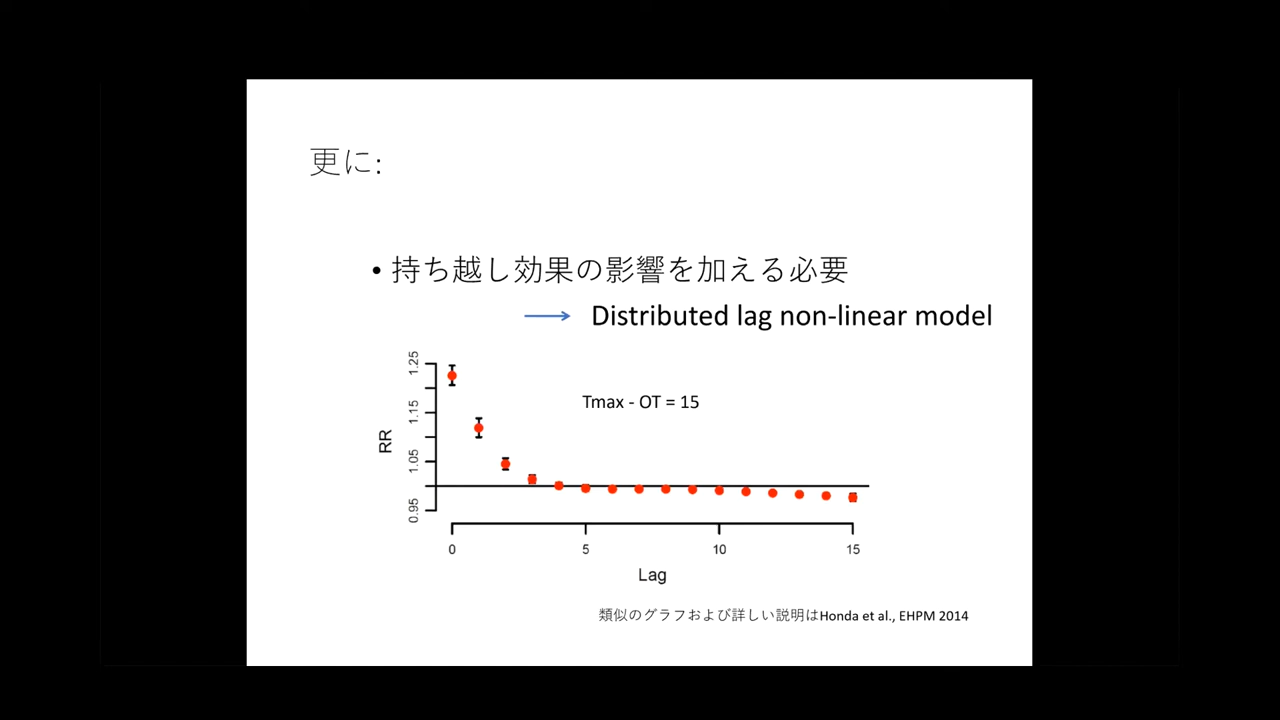 更に:
• 持ち越し効果の影響を加える必要
Distributed lag non-linear model
Tmax - OT = 15
RR
1.25
1.15
1.05
0.95
0 5 10 15
Lag
類似のグラフおよび詳しい説明はHonda et al., EHPM 2014